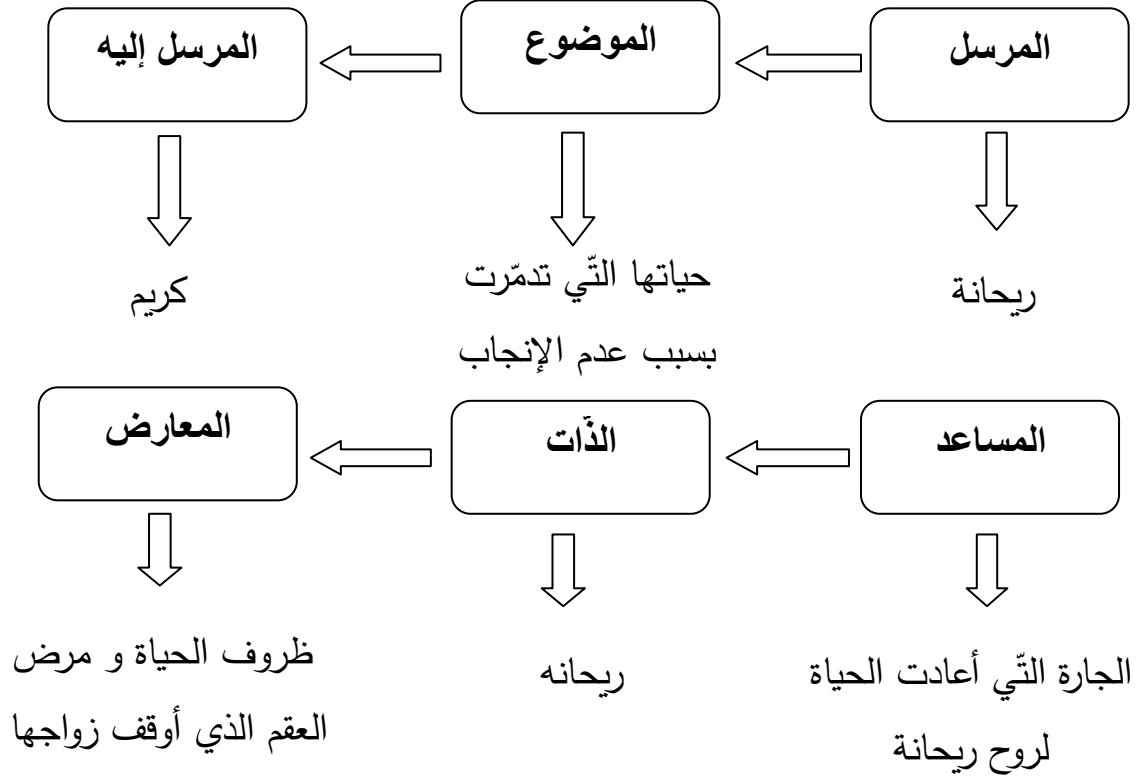 المرسل
الموضوع
المرسل إليه
ريحانة
حياتها التّي تدمّرت
بسبب عدم الإنجاب
كريم
المساعد
الذّات
المعارض
الجارة التّي أعادت الحياة
لروح ريحانة
ريحانه
ظروف الحياة و مرض
العقم الذي أوقف زواجها